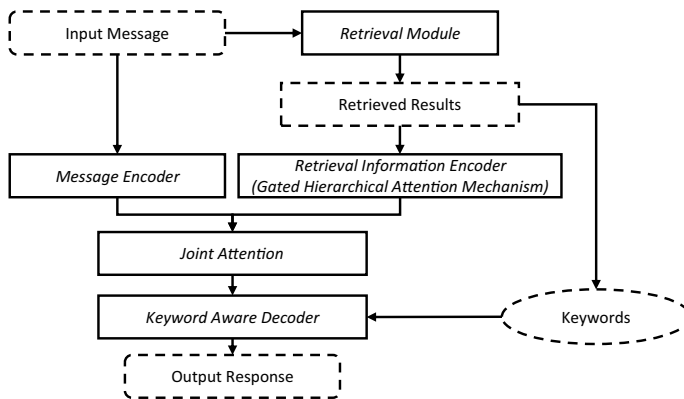 Input Message
Retrieval Module
Retrieved Results
Message Encoder
Retrieval Information Encoder
(Gated Hierarchical Attention Mechanism)
Joint Attention
Keyword Aware Decoder
Keywords
Output Response